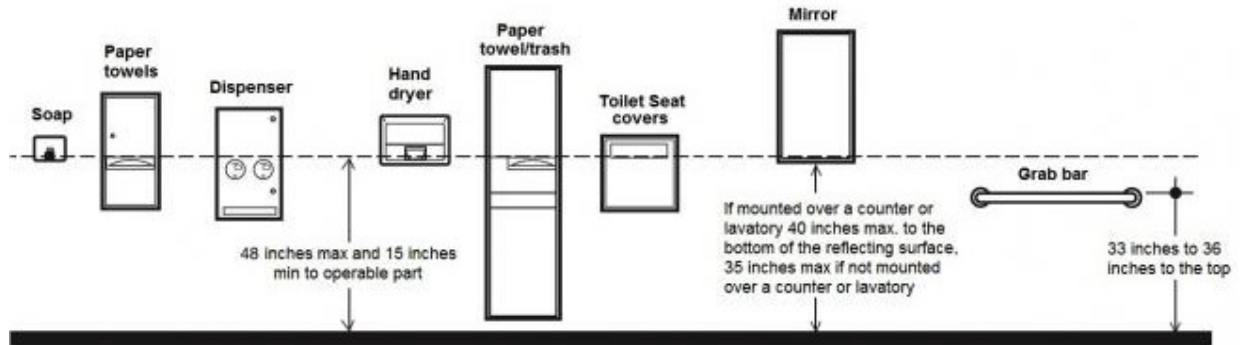 Soap
Paper
towels
Dispenser
Hand
dryer
Paper
towel/trash
Toilet Seat
covers
Mirror
Grab bar
48 inches max and 15 inches
min to operable part
If mounted over a counter or
lavatory 40 inches max. to the
bottom of the reflecting surface,
35 inches max if not mounted
over a counter or lavatory
33 inches to 36
inches to the top